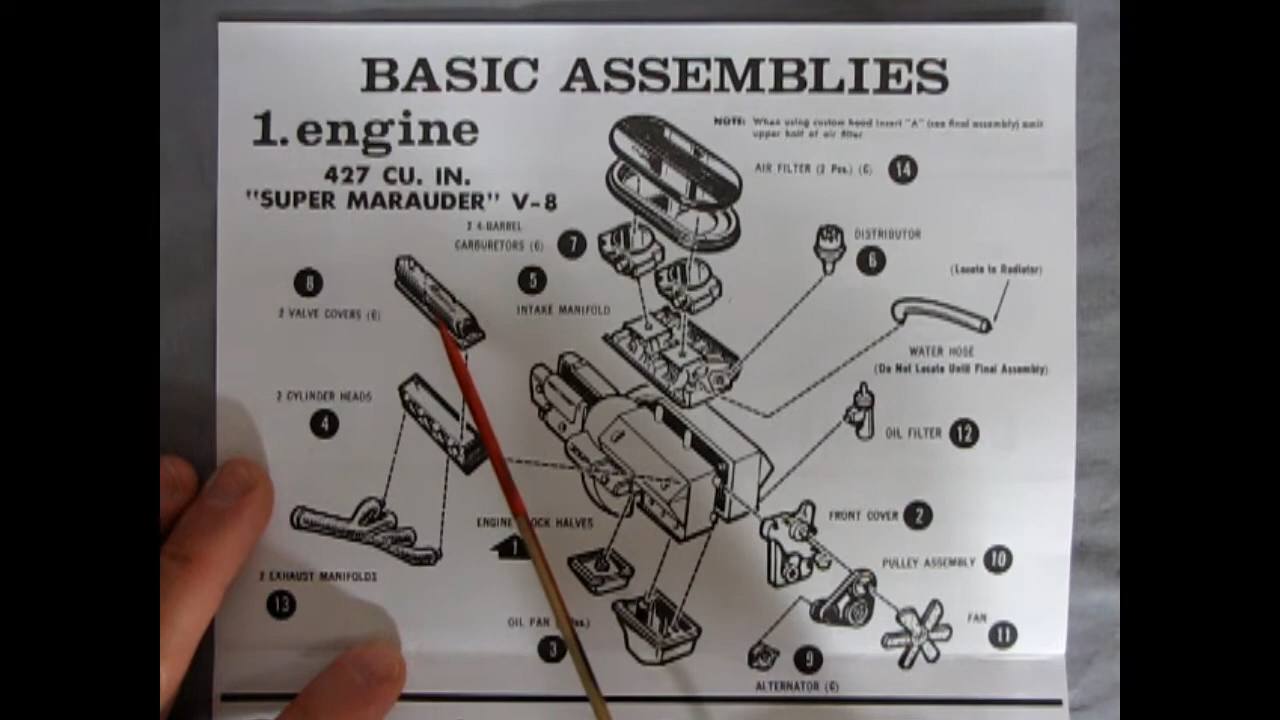 BASIC ASSEMBLIES
1. engine
427 CU. IN.
"SUPER MARAUDER" V-8
NOTE: When using custom hood insert "A" (see final assembly) omit
upper half of air filter
AIR FILTER (2 Pcs.) (C)
14
2 4-BARREL
CARBURETORS (C)
7
DISTRIBUTOR
6
(Locate to Radiator)
8
2 VALVE COVERS (C)
5
INTAKE MANIFOLD
WATER HOSE
(Do Not Locate Until Final Assembly)
2 CYLINDER HEADS
4
OIL FILTER
12
ENGINE HALVES
1
FRONT COVER
2
PULLEY ASSEMBLY
10
2 EXHAUST MANIFOLDS
13
OIL PAN
3
FAN
11
9
ALTERNATOR (C)